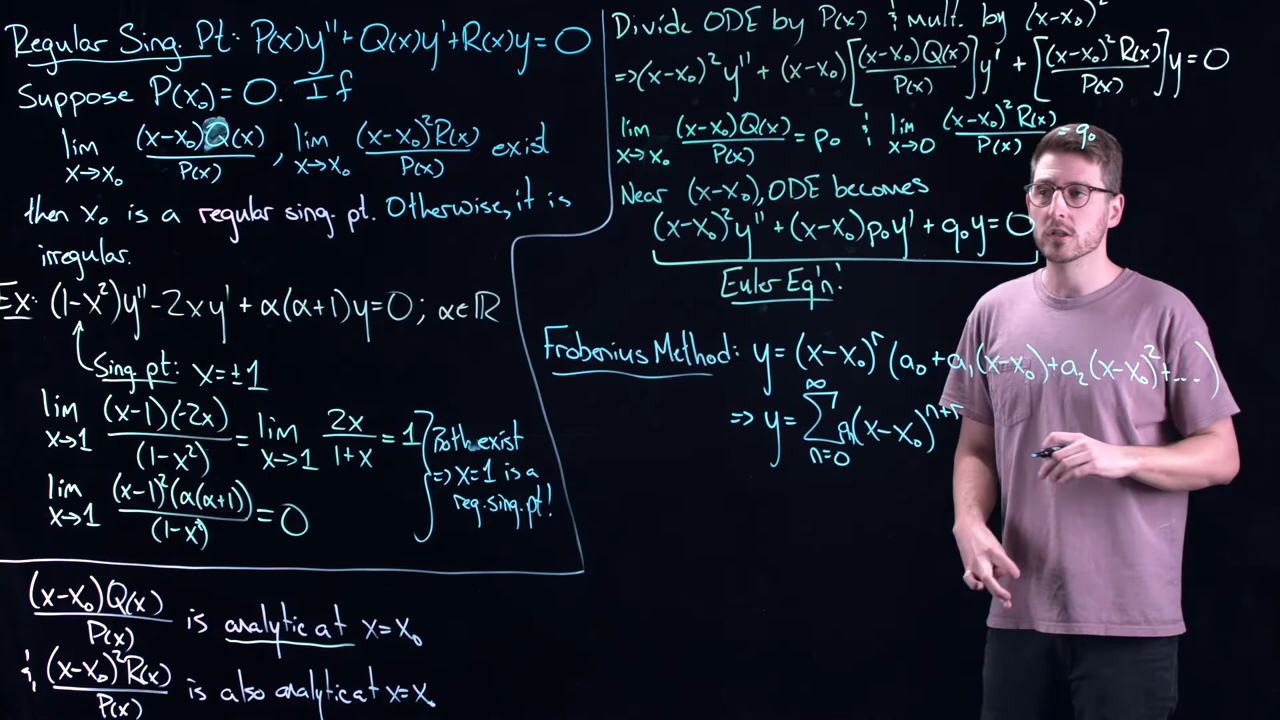 Regular Sing. Pt: P(x)y'' + Q(x)y' + R(x)y = 0
Suppose P(x₀) = 0. If
lim x→x₀ (x-x₀)Q(x)/P(x) , lim x→x₀ (x-x₀)²R(x)/P(x) exist
then x₀ is a regular sing. pt. Otherwise, it is
irregular.
Ex: (1-x²)y'' - 2xy' + α(α+1)y = 0; α∈ℝ
Sing pt: x = ±1
lim x→1 (x-1)(-2x)/(1-x²) = lim x→1 2x/(1+x) = 1
lim x→1 (x-1)²(α(α+1))/(1-x²) = 0
Both exist
=> x=1 is a
reg. sing. pt!
(x-x₀)Q(x)/P(x) is analytic at x=x₀
& (x-x₀)²R(x)/P(x) is also analytic at x=x₀
Divide ODE by P(x) & mult. by (x-x₀)²
=> (x-x₀)²y'' + (x-x₀)[(x-x₀)Q(x)/P(x)]y' + [(x-x₀)²R(x)/P(x)]y = 0
lim x→x₀ (x-x₀)Q(x)/P(x) = p₀ & lim x→0 (x-x₀)²R(x)/P(x) = q₀
Near (x-x₀), ODE becomes
(x-x₀)²y'' + (x-x₀)p₀y' + q₀y = 0
Euler Eq'n!
Frobenius Method: y = (x-x₀)^r (a₀ + a₁(x-x₀) + a₂(x-x₀)² + ...)
=> y = ∑ n=0 ∞ aₙ(x-x₀)^(n+r)